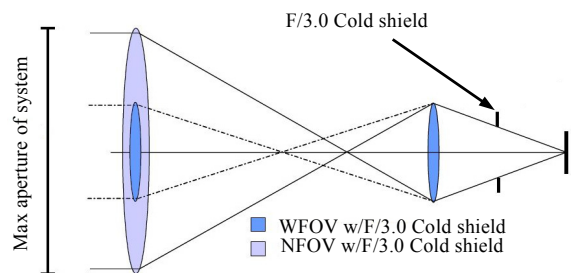 F/3.0 Cold shield
Max aperture of system
WFOV w/F/3.0 Cold shield
NFOV w/F/3.0 Cold shield